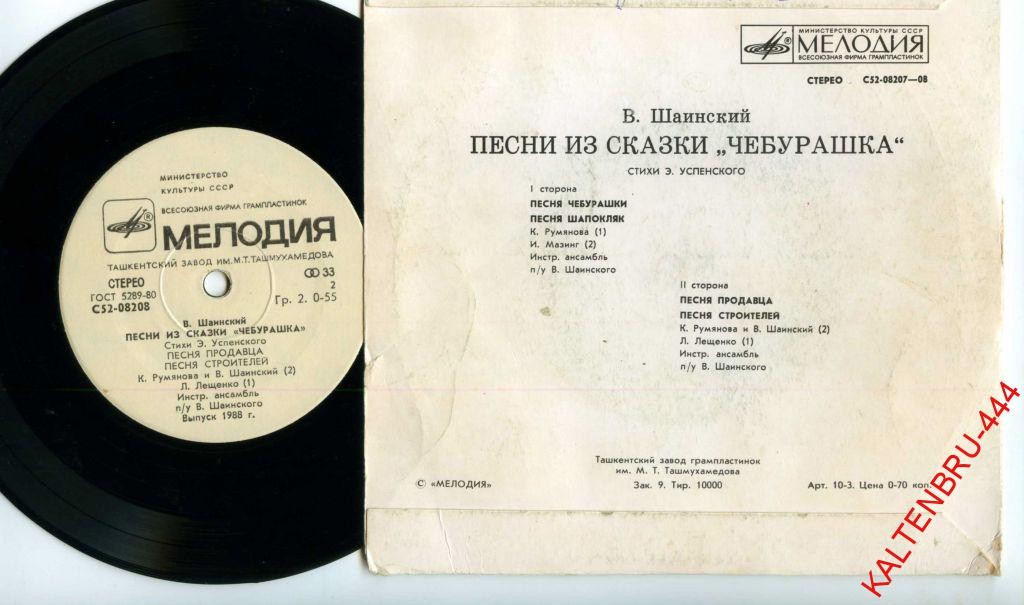 МИНИСТЕРСТВО
КУЛЬТУРЫ СССР
ВСЕСОЮЗНАЯ ФИРМА ГРАМПЛАСТИНОК
®
МЕЛОДИЯ
ТАШКЕНТСКИЙ ЗАВОД ИМ.М.Т.ТАШМУХАМЕДОВА
СТЕРЕО 33
ГОСТ 5289-80 2
С52-08208 Гр. 2. 0-55
В. Шаинский
ПЕСНИ ИЗ СКАЗКИ «ЧЕБУРАШКА»
Стихи Э. Успенского
ПЕСНЯ ПРОДАВЦА
ПЕСНЯ СТРОИТЕЛЕЙ
К. Румянова и В. Шаинский (2)
Л. Лещенко (1)
Инстр. ансамбль
п/у В. Шаинского
Выпуск 1988 г.
МИНИСТЕРСТВО КУЛЬТУРЫ СССР
® МЕЛОДИЯ
ВСЕСОЮЗНАЯ ФИРМА ГРАМПЛАСТИНОК
СТЕРЕО С52-08207—08
В. Шаинский
ПЕСНИ ИЗ СКАЗКИ „ЧЕБУРАШКА“
СТИХИ Э. УСПЕНСКОГО
I сторона
ПЕСНЯ ЧЕБУРАШКИ
ПЕСНЯ ШАПОКЛЯК
К. Румянова (1)
И. Мазинг (2)
Инстр. ансамбль
п/у В. Шаинского
II сторона
ПЕСНЯ ПРОДАВЦА
ПЕСНЯ СТРОИТЕЛЕЙ
К. Румянова и В. Шаинский (2)
Л. Лещенко (1)
Инстр. ансамбль
п/у В. Шаинского
Ташкентский завод грампластинок
им. М. Т. Ташмухамедова
© «МЕЛОДИЯ» Зак. 9. Тир. 10000 Арт. 10-3. Цена 0-70 коп.
KALTENBRU-444